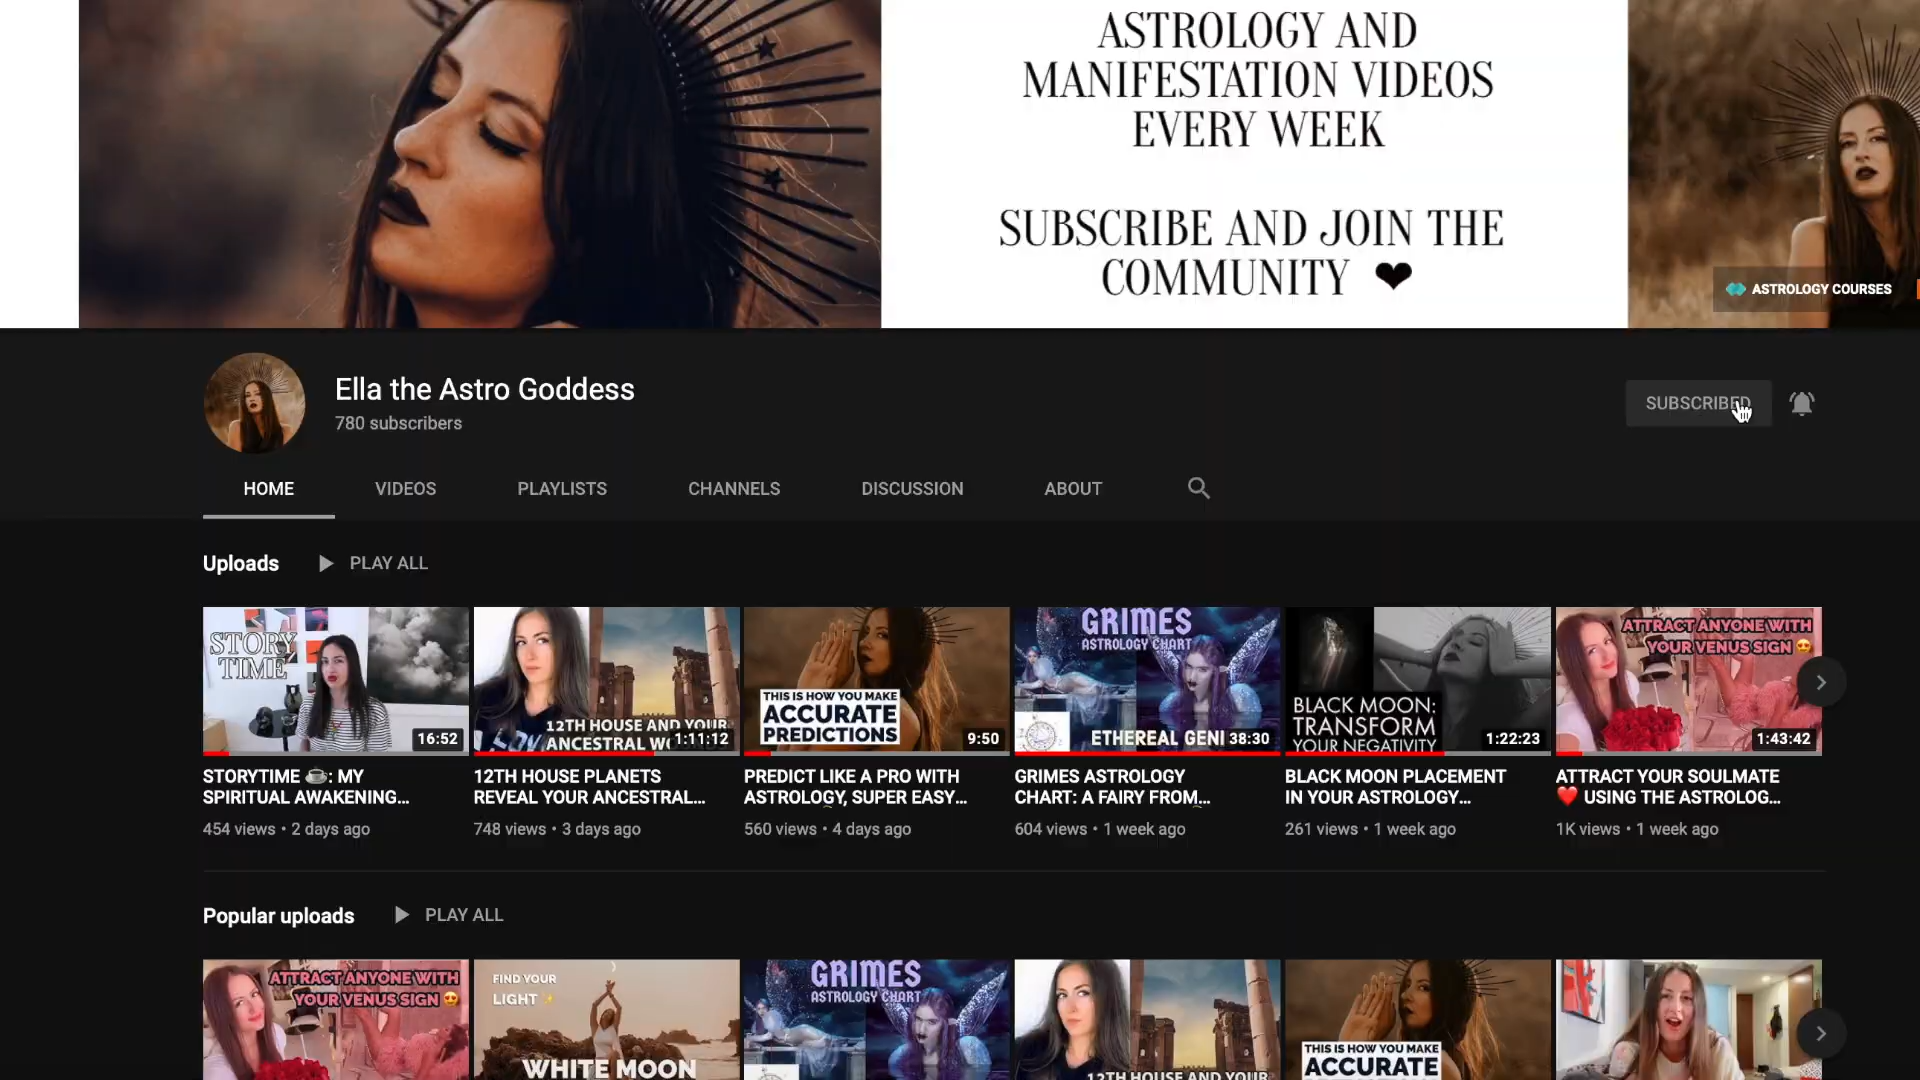 ASTROLOGY AND
MANIFESTATION VIDEOS
EVERY WEEK
SUBSCRIBE AND JOIN THE
COMMUNITY ❤
ASTROLOGY COURSES
Ella the Astro Goddess
780 subscribers
SUBSCRIBED
HOME
VIDEOS
PLAYLISTS
CHANNELS
DISCUSSION
ABOUT
Uploads
PLAY ALL
STORY
TIME
16:52
12TH HOUSE AND YOUR
ANCESTRAL
1:11:12
THIS IS HOW YOU MAKE
ACCURATE
PREDICTIONS
9:50
GRIMES
ASTROLOGY CHART
ETHEREAL GENI
38:30
BLACK MOON:
TRANSFORM
YOUR NEGATIVITY
1:22:23
ATTRACT ANYONE WITH
YOUR VENUS SIGN 😍
1:43:42
STORYTIME ☕: MY
SPIRITUAL AWAKENING...
454 views • 2 days ago
12TH HOUSE PLANETS
REVEAL YOUR ANCESTRAL...
748 views • 3 days ago
PREDICT LIKE A PRO WITH
ASTROLOGY, SUPER EASY...
560 views • 4 days ago
GRIMES ASTROLOGY
CHART: A FAIRY FROM...
604 views • 1 week ago
BLACK MOON PLACEMENT
IN YOUR ASTROLOGY...
261 views • 1 week ago
ATTRACT YOUR SOULMATE
❤️ USING THE ASTROLOG...
1K views • 1 week ago
Popular uploads
PLAY ALL
ATTRACT ANYONE WITH
YOUR VENUS SIGN 😍
FIND YOUR
LIGHT ✨
WHITE MOON
GRIMES
ASTROLOGY CHART
12TH HOUSE AND YOUR
THIS IS HOW YOU MAKE
ACCURATE